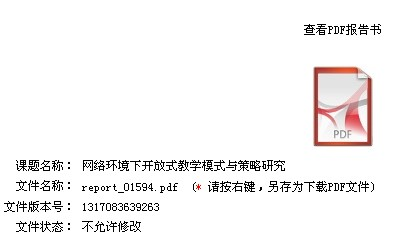 查看PDF报告书
PDF
课题名称： 网络环境下开放式教学模式与策略研究
文件名称： report_01594.pdf (* 请按右键，另存为下载PDF文件)
文件版本号： 1317083639263
文件状态： 不允许修改